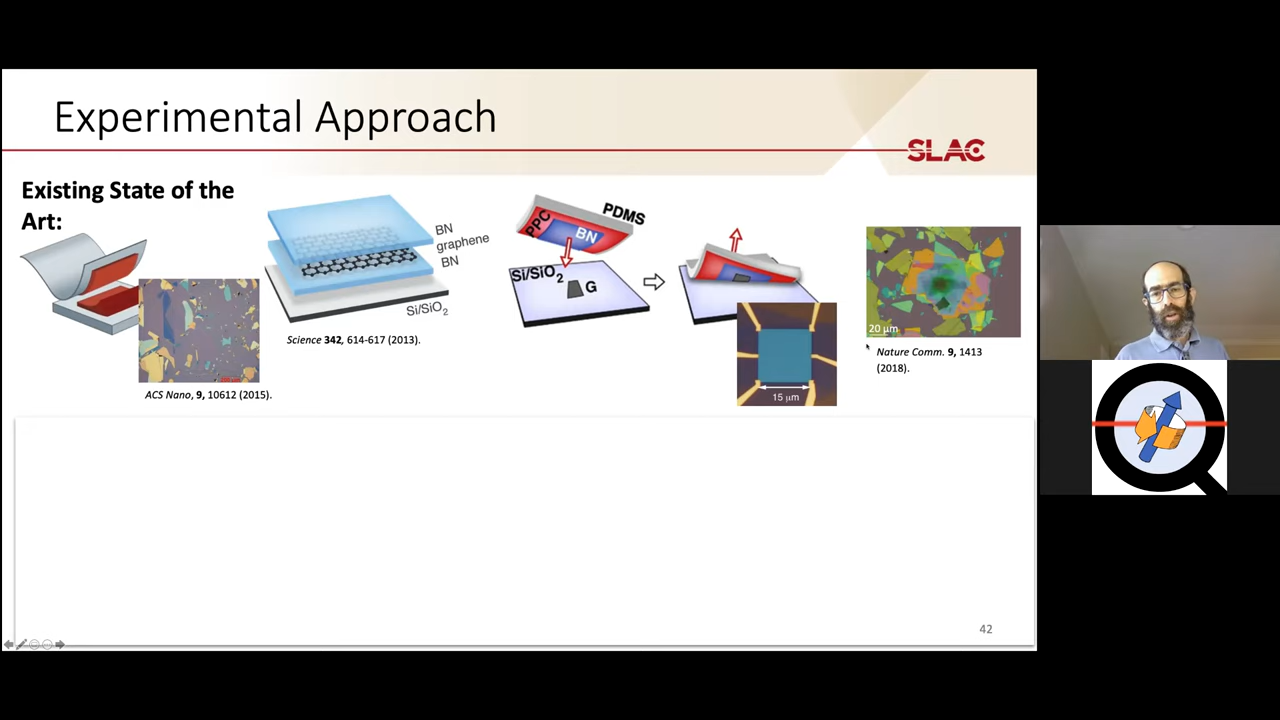 Experimental Approach
SLAC
Existing State of the
Art:
ACS Nano, 9, 10612 (2015).
BN
graphene
BN
Si/SiO2
Science 342, 614-617 (2013).
PPC
BN
PDMS
Si/SiO2
G
15 μm
20 μm
Nature Comm. 9, 1413
(2018).
42